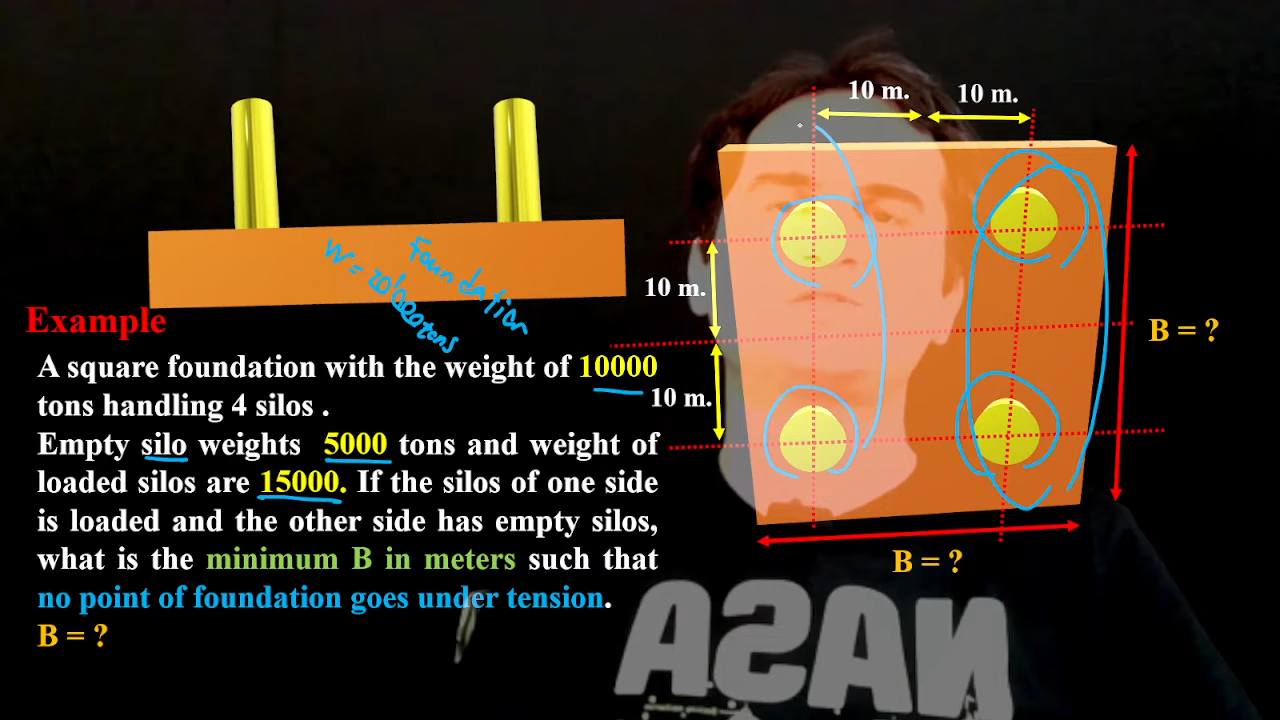 10 m.
10 m.
Foundation
W =
10 m.
10 m.
B = ?
B = ?
Example
A square foundation with the weight of 10000
tons handling 4 silos .
Empty silo weights 5000 tons and weight of
loaded silos are 15000. If the silos of one side
is loaded and the other side has empty silos,
what is the minimum B in meters such that
no point of foundation goes under tension.
B = ?
NASA